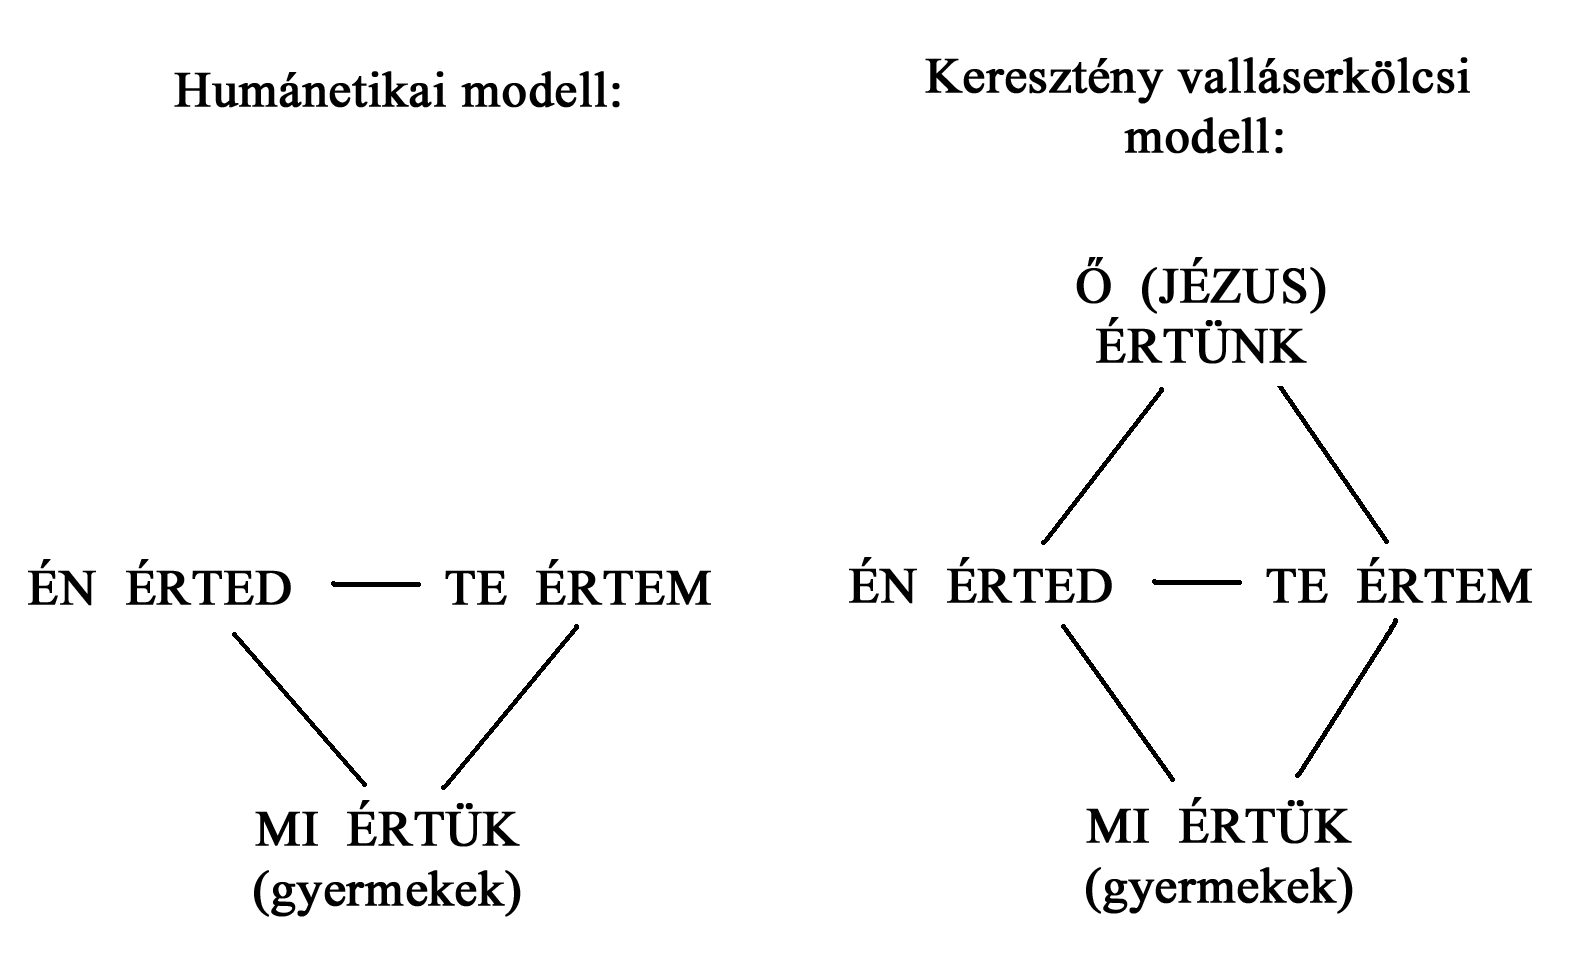 Humánetikai modell:
ÉN ÉRTED — TE ÉRTEM
MI ÉRTÜK
(gyermekek)
Keresztény valláserkölcsi
modell:
Ő (JÉZUS)
ÉRTÜNK
ÉN ÉRTED — TE ÉRTEM
MI ÉRTÜK
(gyermekek)